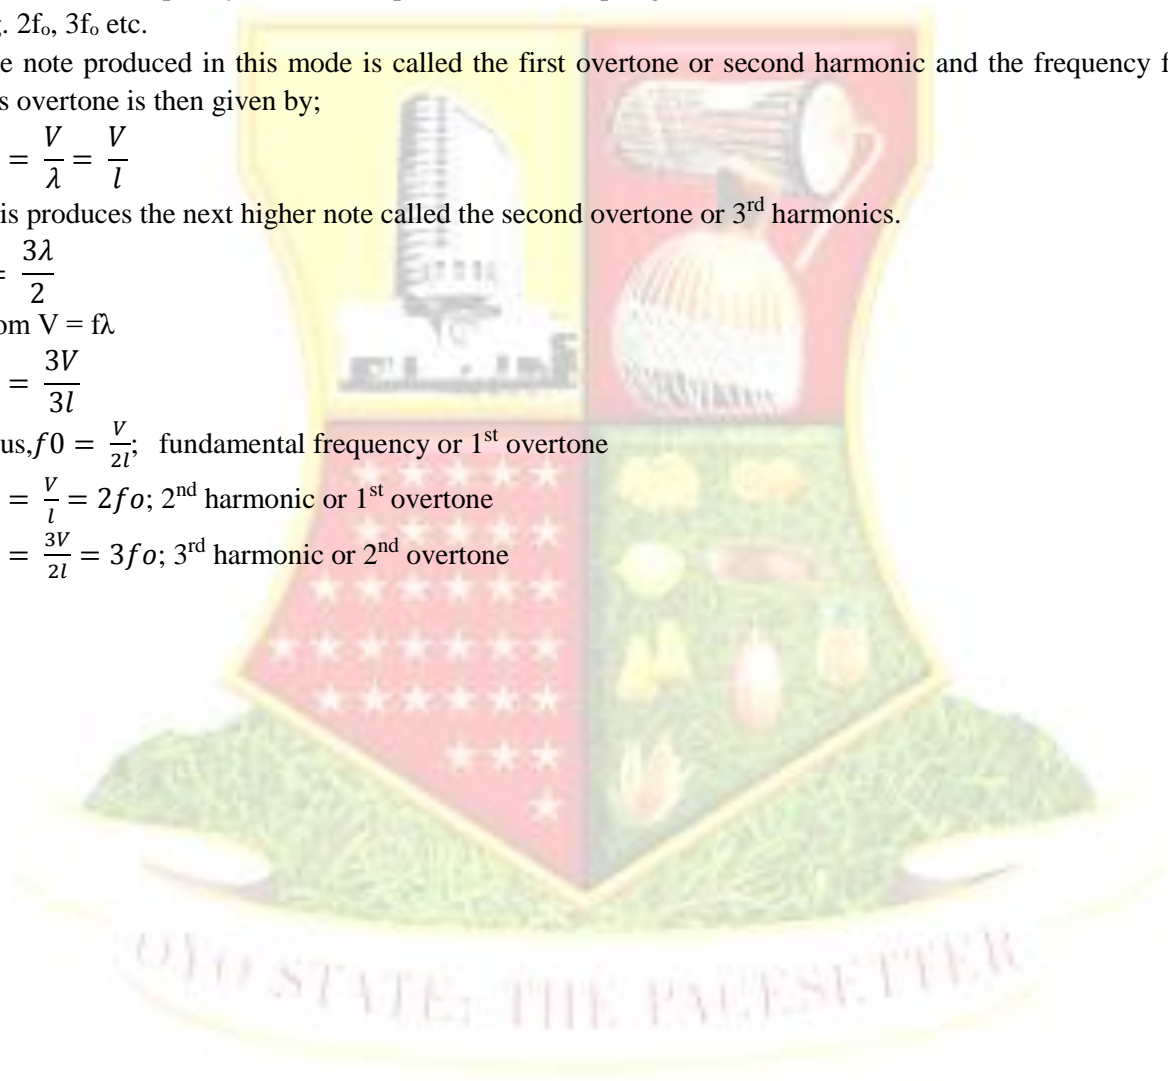 . 2fₒ, 3fₒ etc.
e note produced in this mode is called the first overtone or second harmonic and the frequency f
s overtone is then given by;
= V/λ = V/l
is produces the next higher note called the second overtone or 3rd harmonics.
= 3λ/2
om V = fλ
= 3V/3l
us, f0 = V/2l; fundamental frequency or 1st overtone
= V/l = 2fo; 2nd harmonic or 1st overtone
= 3V/2l = 3fo; 3rd harmonic or 2nd overtone
OYO STATE: THE PACESETTER